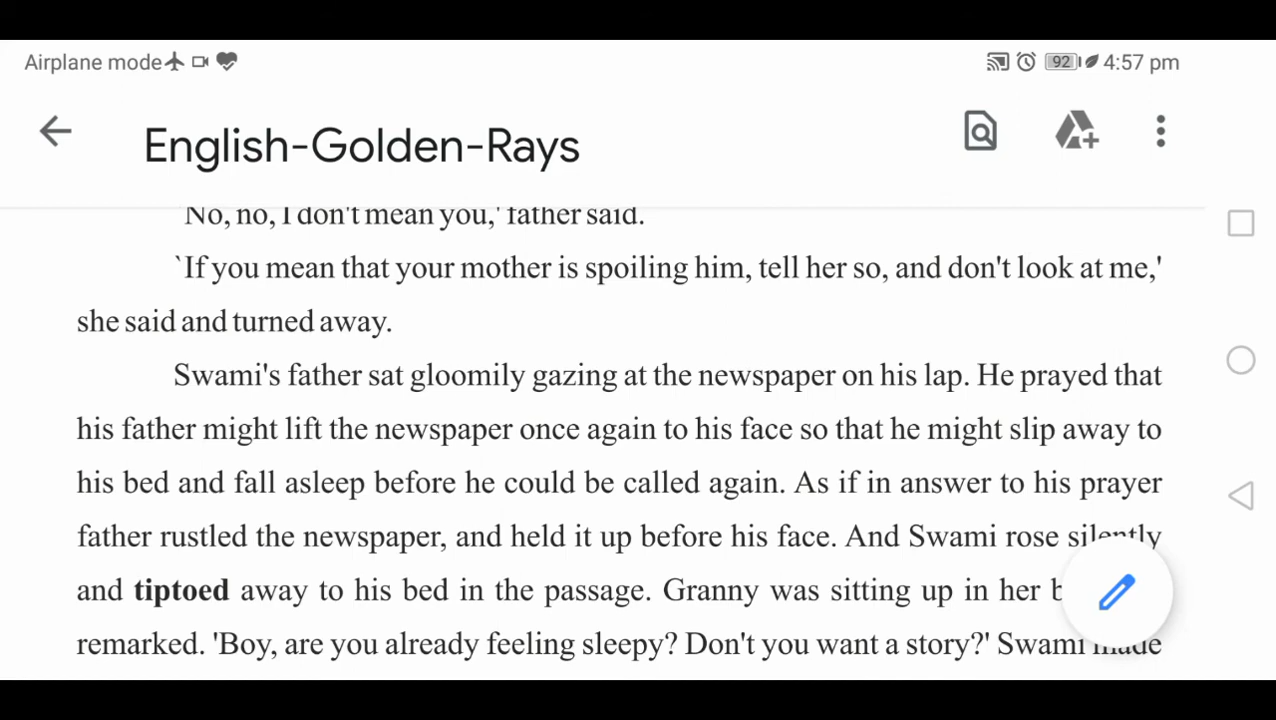 Airplane mode
92 4:57 pm
English-Golden-Rays
'No, no, I don't mean you,' father said.
`If you mean that your mother is spoiling him, tell her so, and don't look at me,'
she said and turned away.
Swami's father sat gloomily gazing at the newspaper on his lap. He prayed that
his father might lift the newspaper once again to his face so that he might slip away to
his bed and fall asleep before he could be called again. As if in answer to his prayer
father rustled the newspaper, and held it up before his face. And Swami rose silently
and tiptoed away to his bed in the passage. Granny was sitting up in her
remarked. 'Boy, are you already feeling sleepy? Don't you want a story?' Swami made